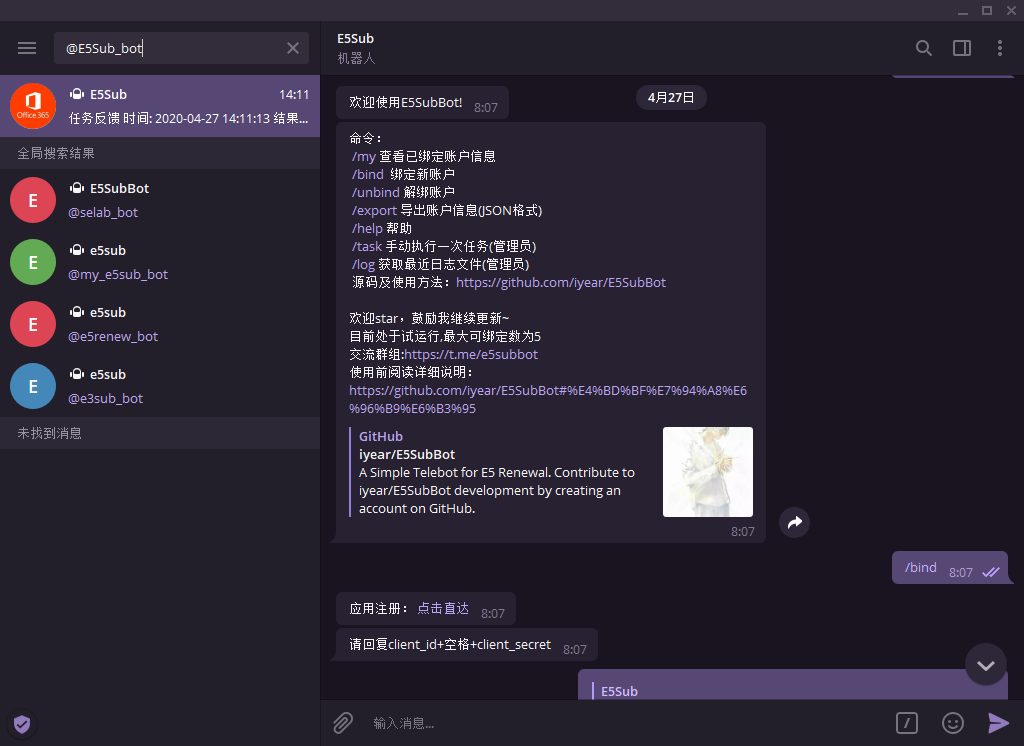 @E5Sub_bot
E5Sub
14:11
任务反馈 时间: 2020-04-27 14:11:13 结果...
Office 365
全局搜索结果
E
E5SubBot
@selab_bot
E
e5sub
@my_e5sub_bot
E
e5sub
@e5renew_bot
E
e5sub
@e3sub_bot
未找到消息
E5Sub
机器人
4月27日
欢迎使用E5SubBot! 8:07
命令：
/my 查看已绑定账户信息
/bind 绑定新账户
/unbind 解绑账户
/export 导出账户信息(JSON格式)
/help 帮助
/task 手动执行一次任务(管理员)
/log 获取最近日志文件(管理员)
源码及使用方法：https://github.com/iyear/E5SubBot
欢迎star，鼓励我继续更新~
目前处于试运行,最大可绑定数为5
交流群组:https://t.me/e5subbot
使用前阅读详细说明：
https://github.com/iyear/E5SubBot#%E4%BD%BF%E7%94%A8%E6
%96%B9%E6%B3%95
GitHub
iyear/E5SubBot
A Simple Telebot for E5 Renewal. Contribute to
iyear/E5SubBot development by creating an
account on GitHub.
8:07
/bind 8:07
应用注册： 点击直达 8:07
请回复client_id+空格+client_secret 8:07
E5Sub
输入消息...